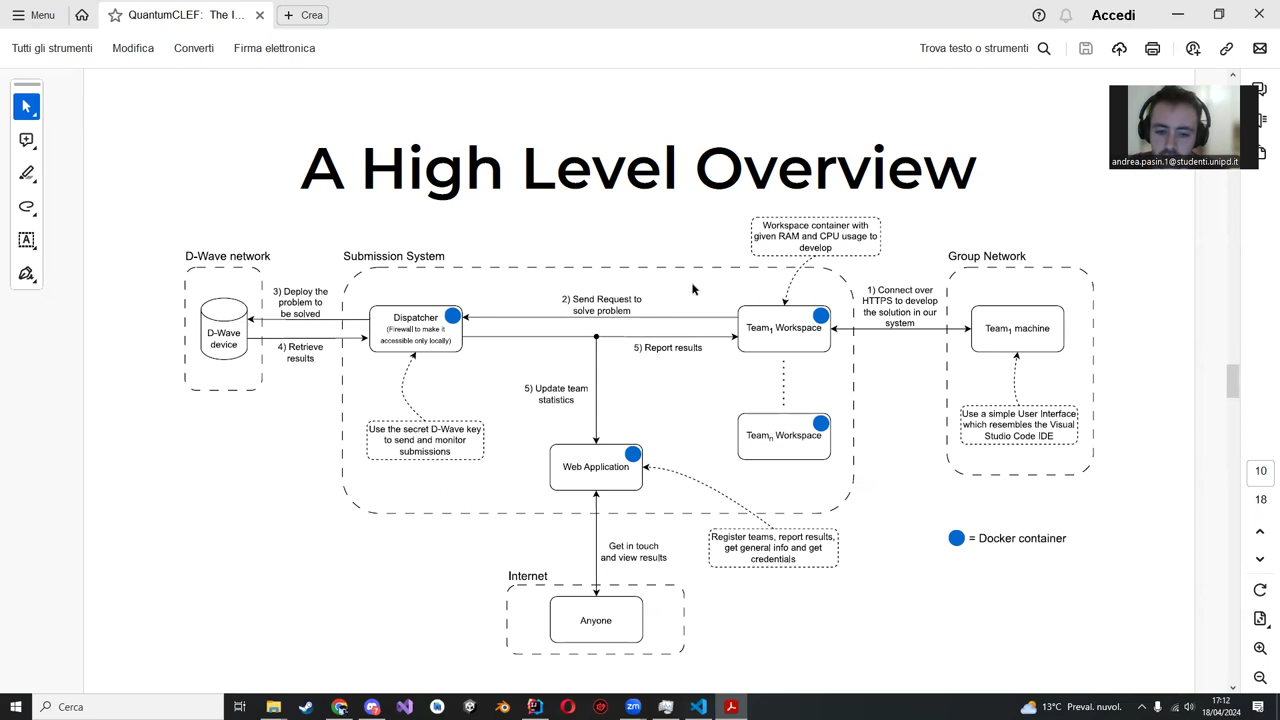 Menu
QuantumCLEF: The I...
Crea
Accedi
Tutti gli strumenti
Modifica
Converti
Firma elettronica
Trova testo o strumenti
andrea.pasin.1@studenti.unipd.it
A High Level Overview
Workspace container with
given RAM and CPU usage to
develop
D-Wave network
Submission System
Group Network
3) Deploy the
problem to
be solved
D-Wave
device
4) Retrieve
results
Dispatcher
(Firewall to make it
accessible only locally)
2) Send Request to
solve problem
5) Report results
Team1 Workspace
1) Connect over
HTTPS to develop
the solution in our
system
Team1 machine
5) Update team
statistics
Use the secret D-Wave key
to send and monitor
submissions
Teamn Workspace
Use a simple User Interface
which resembles the Visual
Studio Code IDE
Web Application
Register teams, report results,
get general info and get
credentials
= Docker container
Get in touch
and view results
Internet
Anyone
10
18
Cerca
13°C Preval. nuvol.
17:12
18/04/2024